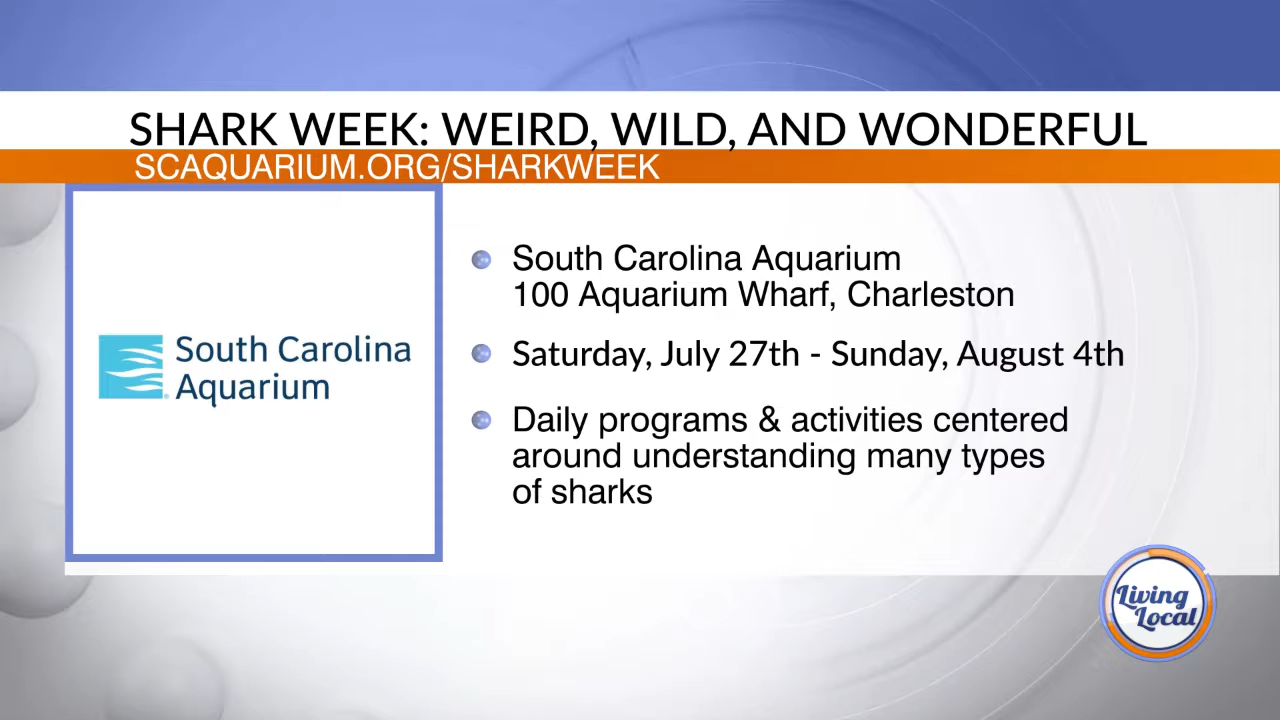 SHARK WEEK: WEIRD, WILD, AND WONDERFUL
SCAQUARIUM.ORG/SHARKWEEK
South Carolina
Aquarium
South Carolina Aquarium
100 Aquarium Wharf, Charleston
Saturday, July 27th - Sunday, August 4th
Daily programs & activities centered
around understanding many types
of sharks
Living
Local